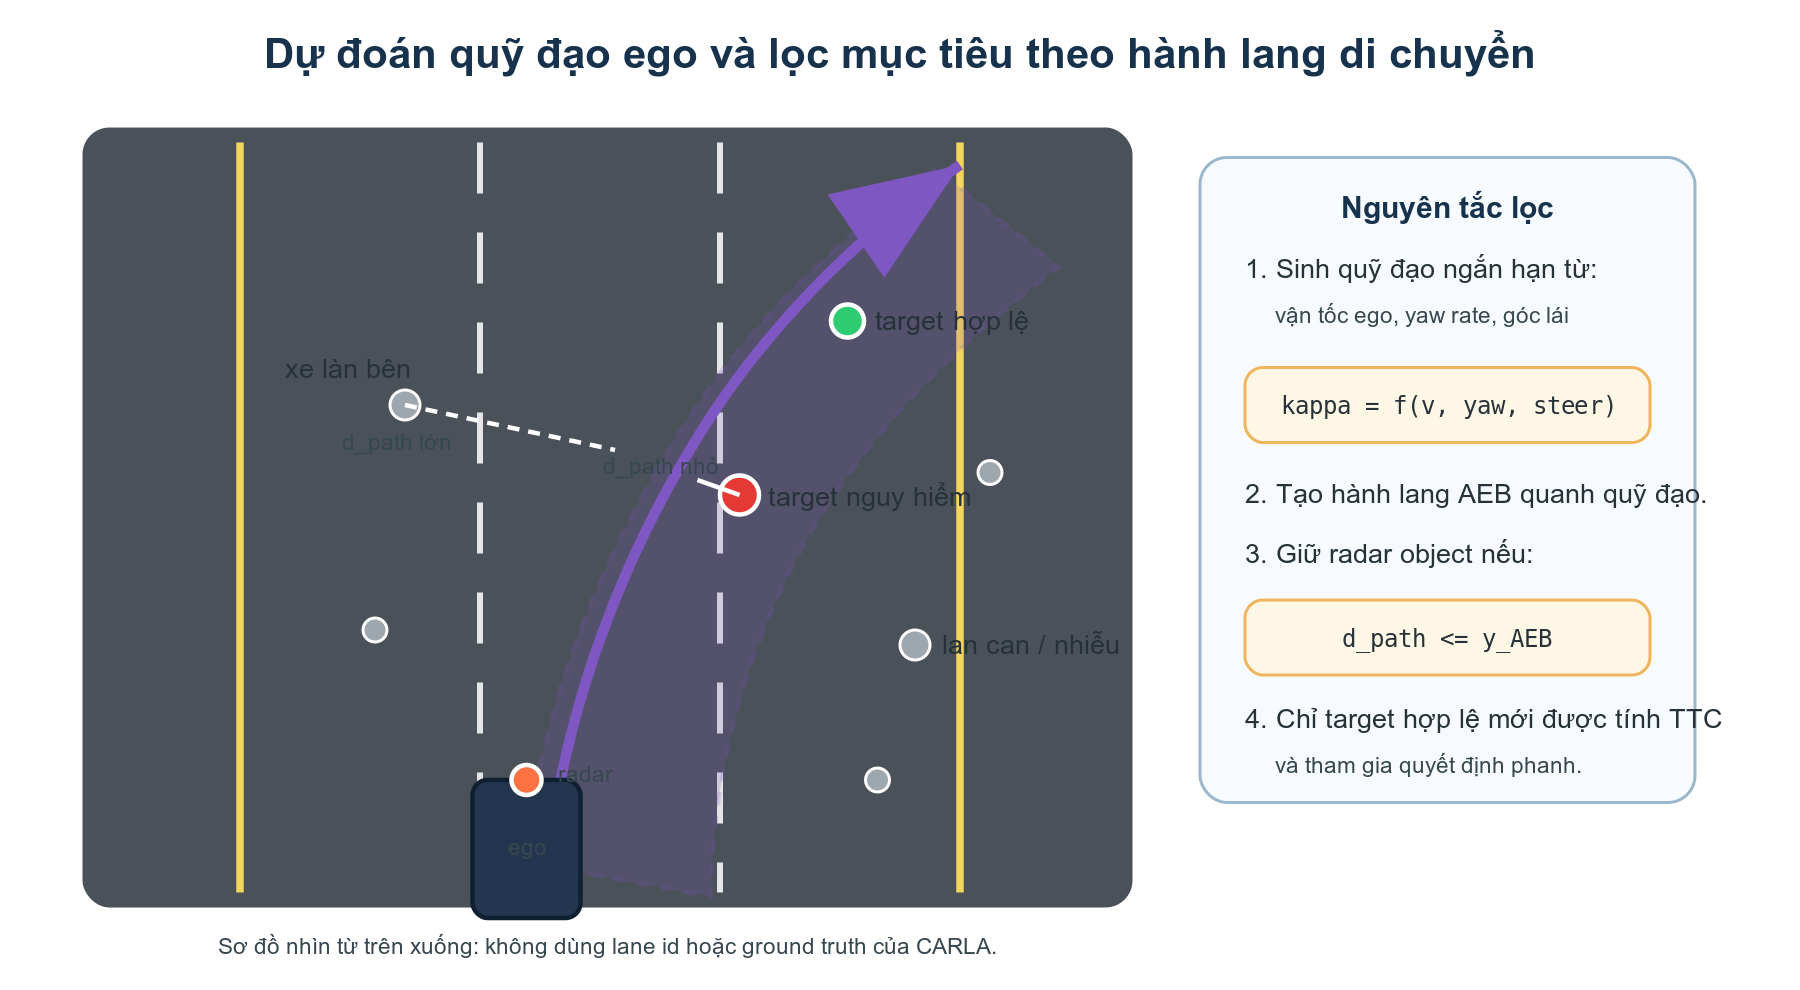 Dự đoán quỹ đạo ego và lọc mục tiêu theo hành lang di chuyển
target hợp lệ
xe làn bên
d_path lớn
d_path nhỏ
target nguy hiểm
lan can / nhiễu
radar
ego
Sơ đồ nhìn từ trên xuống: không dùng lane id hoặc ground truth của CARLA.
Nguyên tắc lọc
1. Sinh quỹ đạo ngắn hạn từ:
vận tốc ego, yaw rate, góc lái
kappa = f(v, yaw, steer)
2. Tạo hành lang AEB quanh quỹ đạo.
3. Giữ radar object nếu:
d_path <= y_AEB
4. Chỉ target hợp lệ mới được tính TTC
và tham gia quyết định phanh.